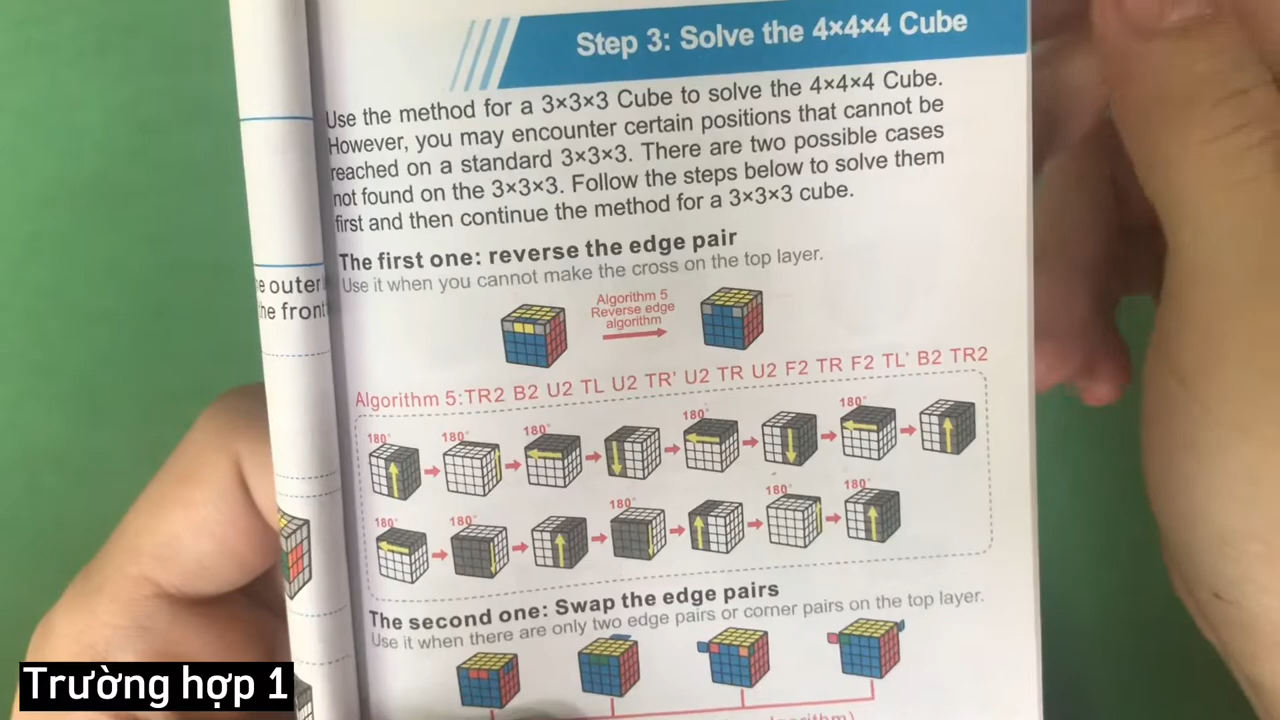 Step 3: Solve the 4×4×4 Cube
Use the method for a 3×3×3 Cube to solve the 4×4×4 Cube.
However, you may encounter certain positions that cannot be
reached on a standard 3×3×3. There are two possible cases
not found on the 3×3×3. Follow the steps below to solve them
first and then continue the method for a 3×3×3 cube.
The first one: reverse the edge pair
Use it when you cannot make the cross on the top layer.
outer
the front
Algorithm 5
Reverse edge
algorithm
Algorithm 5:TR2 B2 U2 TL U2 TR' U2 TR U2 F2 TR F2 TL' B2 TR2
180° 180° 180° 180° 180°
180° 180° 180° 180° 180°
The second one: Swap the edge pairs
Use it when there are only two edge pairs or corner pairs on the top layer.
Trường hợp 1